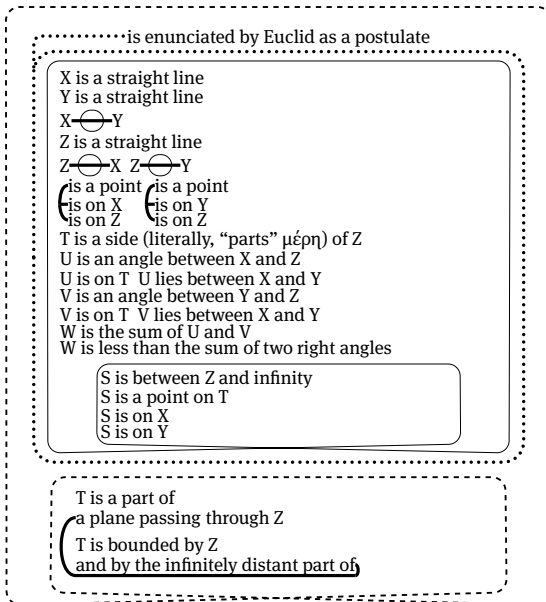 is enunciated by Euclid as a postulate
X is a straight line
Y is a straight line
X Y
Z is a straight line
Z X Z Y
is a point is a point
is on X is on Y
is on Z is on Z
T is a side (literally, “parts” μέρη) of Z
U is an angle between X and Z
U is on T U lies between X and Y
V is an angle between Y and Z
V is on T V lies between X and Y
W is the sum of U and V
W is less than the sum of two right angles
S is between Z and infinity
S is a point on T
S is on X
S is on Y
T is a part of
a plane passing through Z
T is bounded by Z
and by the infinitely distant part of